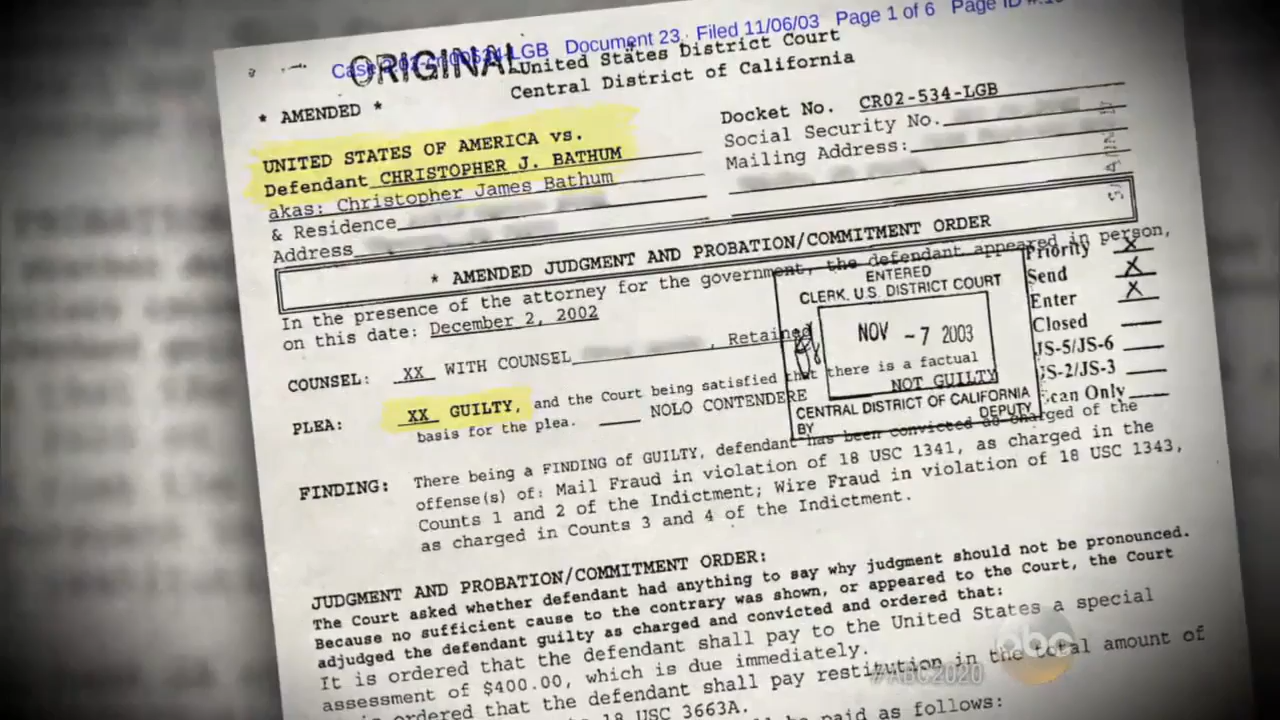 Document 23 Filed 11/06/03 Page 1 of 6 Page ID
ORIGINAL
United States District Court
Central District of California
* AMENDED *
UNITED STATES OF AMERICA vs.
Defendant CHRISTOPHER J. BATHUM
akas: Christopher James Bathum
& Residence
Address
Docket No. CR02-534-LGB
Social Security No.
Mailing Address:
* AMENDED JUDGMENT AND PROBATION/COMMITMENT ORDER
In the presence of the attorney for the government, the defendant appeared in person,
on this date: December 2, 2002
COUNSEL: XX WITH COUNSEL , Retained
PLEA: XX GUILTY, and the Court being satisfied that there is a factual
basis for the plea. NOLO CONTENDERE NOT GUILTY
ENTERED
CLERK, U.S. DISTRICT COURT
NOV - 7 2003
CENTRAL DISTRICT OF CALIFORNIA
BY DEPUTY
Priority X
Send X
Enter X
Closed
JS-5/JS-6
JS-2/JS-3
Scan Only
FINDING: There being a FINDING of GUILTY, defendant has been convicted as charged of the
offense(s) of: Mail Fraud in violation of 18 USC 1341, as charged in the
Counts 1 and 2 of the Indictment; Wire Fraud in violation of 18 USC 1343,
as charged in Counts 3 and 4 of the Indictment.
JUDGMENT AND PROBATION/COMMITMENT ORDER:
The Court asked whether defendant had anything to say why judgment should not be pronounced.
Because no sufficient cause to the contrary was shown, or appeared to the Court, the Court
adjudged the defendant guilty as charged and convicted and ordered that:
It is ordered that the defendant shall pay to the United States a special
assessment of $400.00, which is due immediately.
ordered that the defendant shall pay restitution in the total amount of
18 USC 3663A.
be paid as follows:
abc
#ABC2020